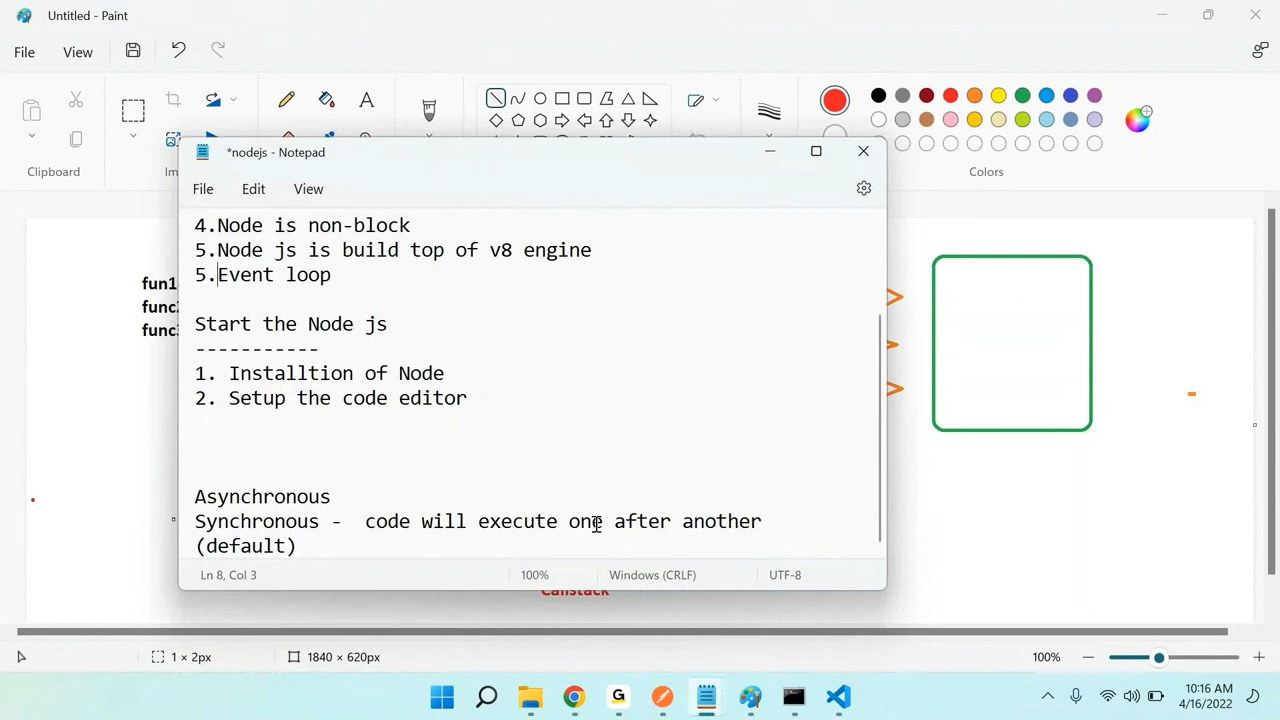 Untitled - Paint
File View
Clipboard
Colors
*nodejs - Notepad
File Edit View
4.Node is non-block
5.Node js is build top of v8 engine
5.Event loop
Start the Node js
-----------
1. Installtion of Node
2. Setup the code editor
Asynchronous
Synchronous - code will execute one after another
(default)
Ln 8, Col 3 100% Windows (CRLF) UTF-8
Callstack
1 × 2px 1840 × 620px 100%
10:16 AM
4/16/2022